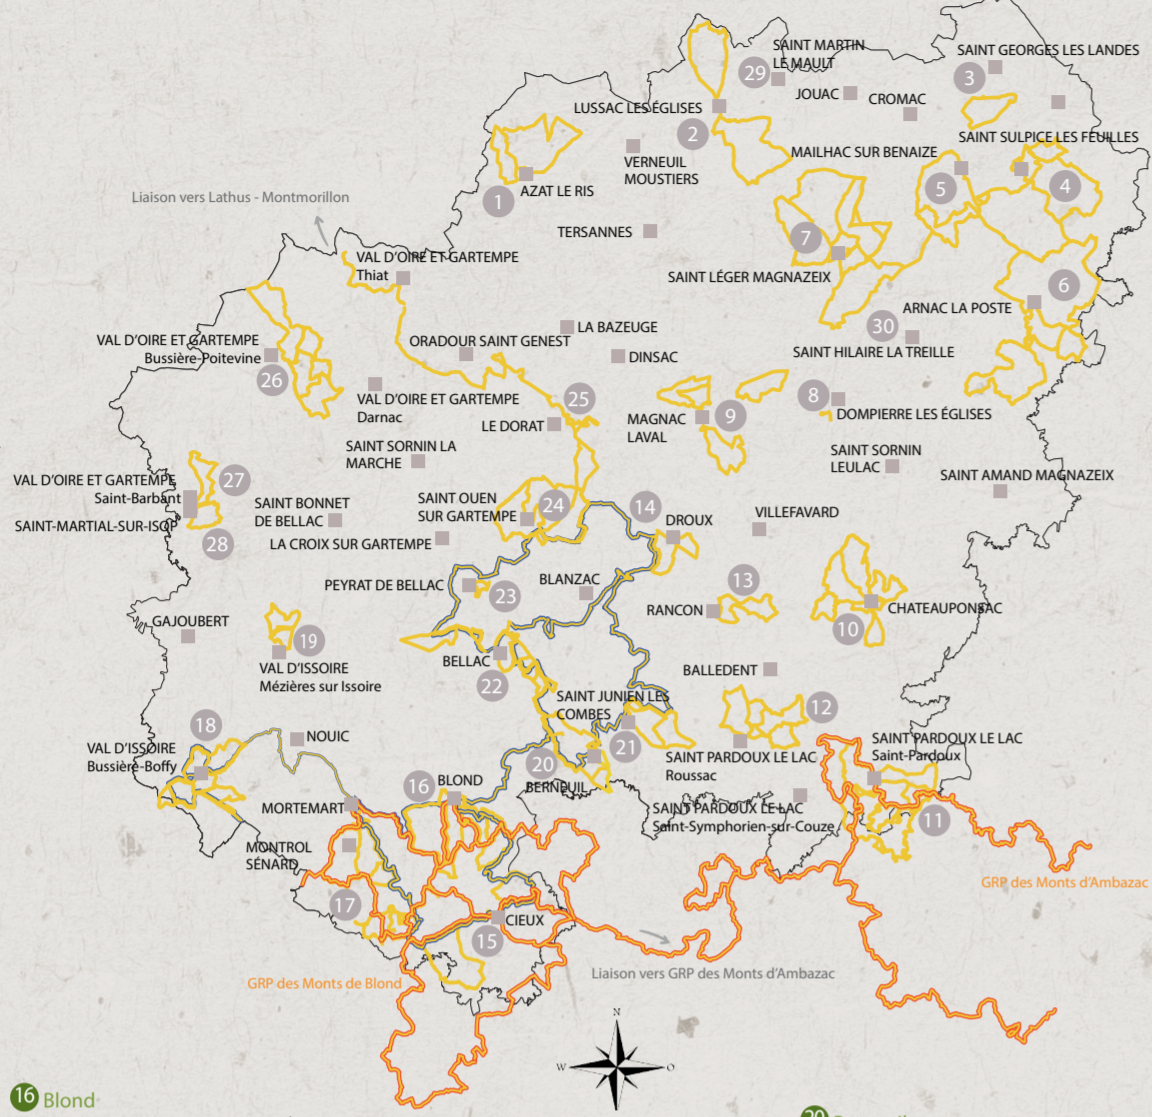 SAINT MARTIN
LE MAULT
29
SAINT GEORGES LES LANDES
3
JOUAC
CROMAC
LUSSAC LES ÉGLISES
2
SAINT SULPICE LES FEUILLES
VERNEUIL
MOUSTIERS
MAILHAC SUR BENAIZE
5
4
AZAT LE RIS
1
Liaison vers Lathus - Montmorillon
TERSANNES
7
VAL D'OIRE ET GARTEMPE
Thiat
SAINT LÉGER MAGNAZEIX
6
ARNAC LA POSTE
30
SAINT HILAIRE LA TREILLE
LA BAZEUGE
VAL D'OIRE ET GARTEMPE
Bussière-Poitevine
26
ORADOUR SAINT GENEST
DINSAC
VAL D'OIRE ET GARTEMPE
Darnac
25
LE DORAT
MAGNAC
LAVAL
9
8
DOMPIERRE LES ÉGLISES
SAINT SORNIN LA
MARCHE
SAINT SORNIN
LEULAC
SAINT AMAND MAGNAZEIX
VAL D'OIRE ET GARTEMPE
Saint-Barbant
27
SAINT-MARTIAL-SUR-ISOP
28
SAINT BONNET
DE BELLAC
SAINT OUEN
SUR GARTEMPE
24
14
DROUX
VILLEFAVARD
LA CROIX SUR GARTEMPE
PEYRAT DE BELLAC
23
BLANZAC
13
RANCON
CHATEAUPONSAC
10
GAJOUBERT
19
VAL D'ISSOIRE
Mézières sur Issoire
BELLAC
22
BALLEDENT
SAINT JUNIEN LES
COMBES
21
12
18
VAL D'ISSOIRE
Bussière-Boffy
NOUIC
SAINT PARDOUX LE LAC
Roussac
SAINT PARDOUX LE LAC
Saint-Pardoux
20
BERNEUIL
16
BLOND
MORTEMART
SAINT PARDOUX LE LAC
Saint-Symphorien-sur-Couze
11
MONTROL
SÉNARD
GRP des Monts d'Ambazac
17
CIEUX
15
GRP des Monts de Blond
Liaison vers GRP des Monts d'Ambazac
N
W
O
S
16 Blond